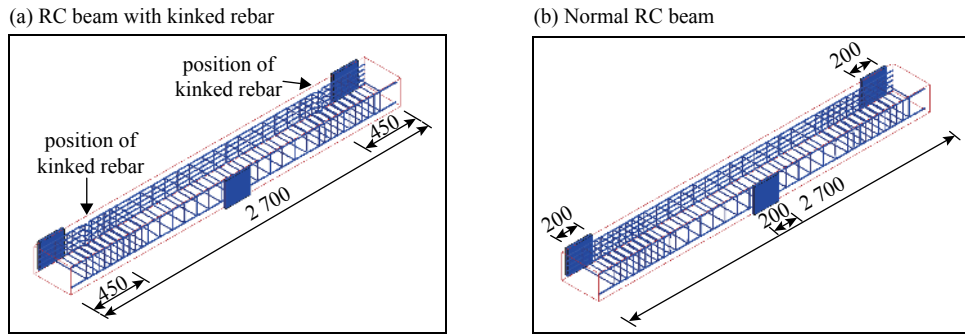 (a) RC beam with kinked rebar
position of
kinked rebar
position of
kinked rebar
450
2 700
450
(b) Normal RC beam
200
200
200
2 700